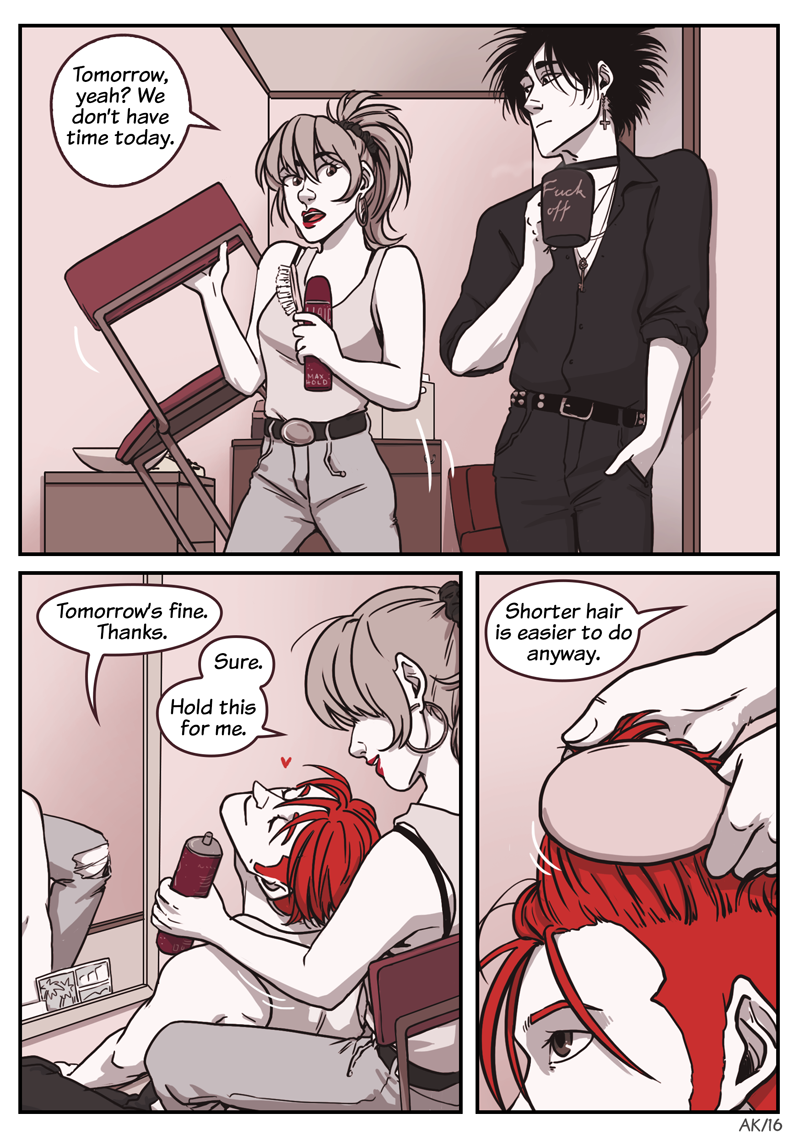 Tomorrow,
yeah? We
don't have
time today.
Fuck
off
HAIR
MAX
HOLD
Tomorrow's fine.
Thanks.
Sure.
Hold this
for me.
Shorter hair
is easier to do
anyway.
AK/16